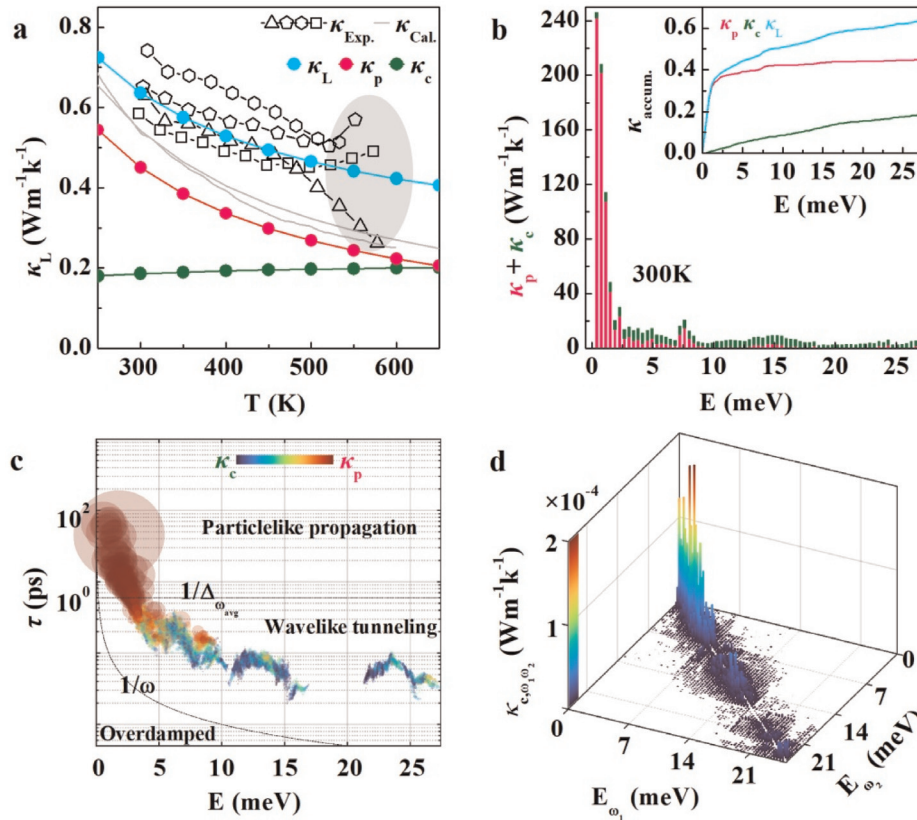 a
κExp.
κCal.
κL
κp
κc
κL (Wm-1k-1)
0.8
0.6
0.4
0.2
0.0
300
400
500
600
T (K)
b
κp + κc (Wm-1k-1)
240
200
160
120
80
40
0
300K
0
5
10
15
20
25
E (meV)
κp κc κL
κaccum.
0.6
0.4
0.2
0.0
0
5
10
15
20
25
E (meV)
c
κc
κp
τ (ps)
10²
10⁰
Particlelike propagation
1/Δωavg
Wavelike tunneling
1/ω
Overdamped
0
5
10
15
20
25
E (meV)
d
κc,ω1ω2 (Wm-1k-1)
×10-4
2
1
0
7
14
21
Eω1 (meV)
0
7
14
21
Eω2 (meV)